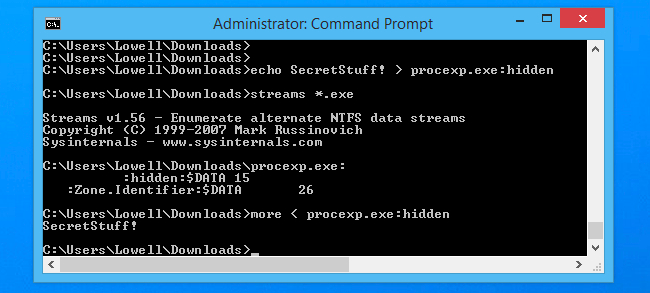 Administrator: Command Prompt
C:\Users\Lowell\Downloads>
C:\Users\Lowell\Downloads>
C:\Users\Lowell\Downloads>echo SecretStuff! > procexp.exe:hidden
C:\Users\Lowell\Downloads>streams *.exe
Streams v1.56 - Enumerate alternate NTFS data streams
Copyright (C) 1999-2007 Mark Russinovich
Sysinternals - www.sysinternals.com
C:\Users\Lowell\Downloads\procexp.exe:
:hidden:$DATA 15
:Zone.Identifier:$DATA 26
C:\Users\Lowell\Downloads>more < procexp.exe:hidden
SecretStuff!
C:\Users\Lowell\Downloads>_